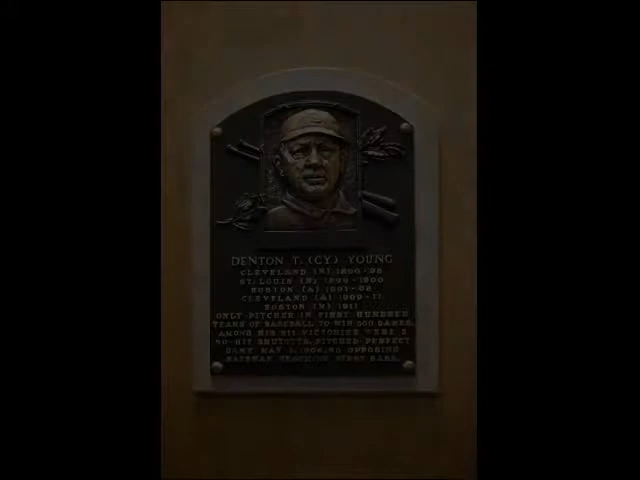 DENTON T. (CY) YOUNG
CLEVELAND (N) 1890-98
ST. LOUIS (N) 1899-1900
BOSTON (A) 1901-08
CLEVELAND (A) 1909-11
BOSTON (N) 1911
ONLY PITCHER IN FIRST HUNDRED
YEARS OF BASEBALL TO WIN 500 GAMES.
AMONG HIS 511 VICTORIES WERE 3
NO-HIT SHUTOUTS. PITCHED PERFECT
GAME MAY 5, 1904, NO OPPOSING
BATSMAN REACHING FIRST BASE.